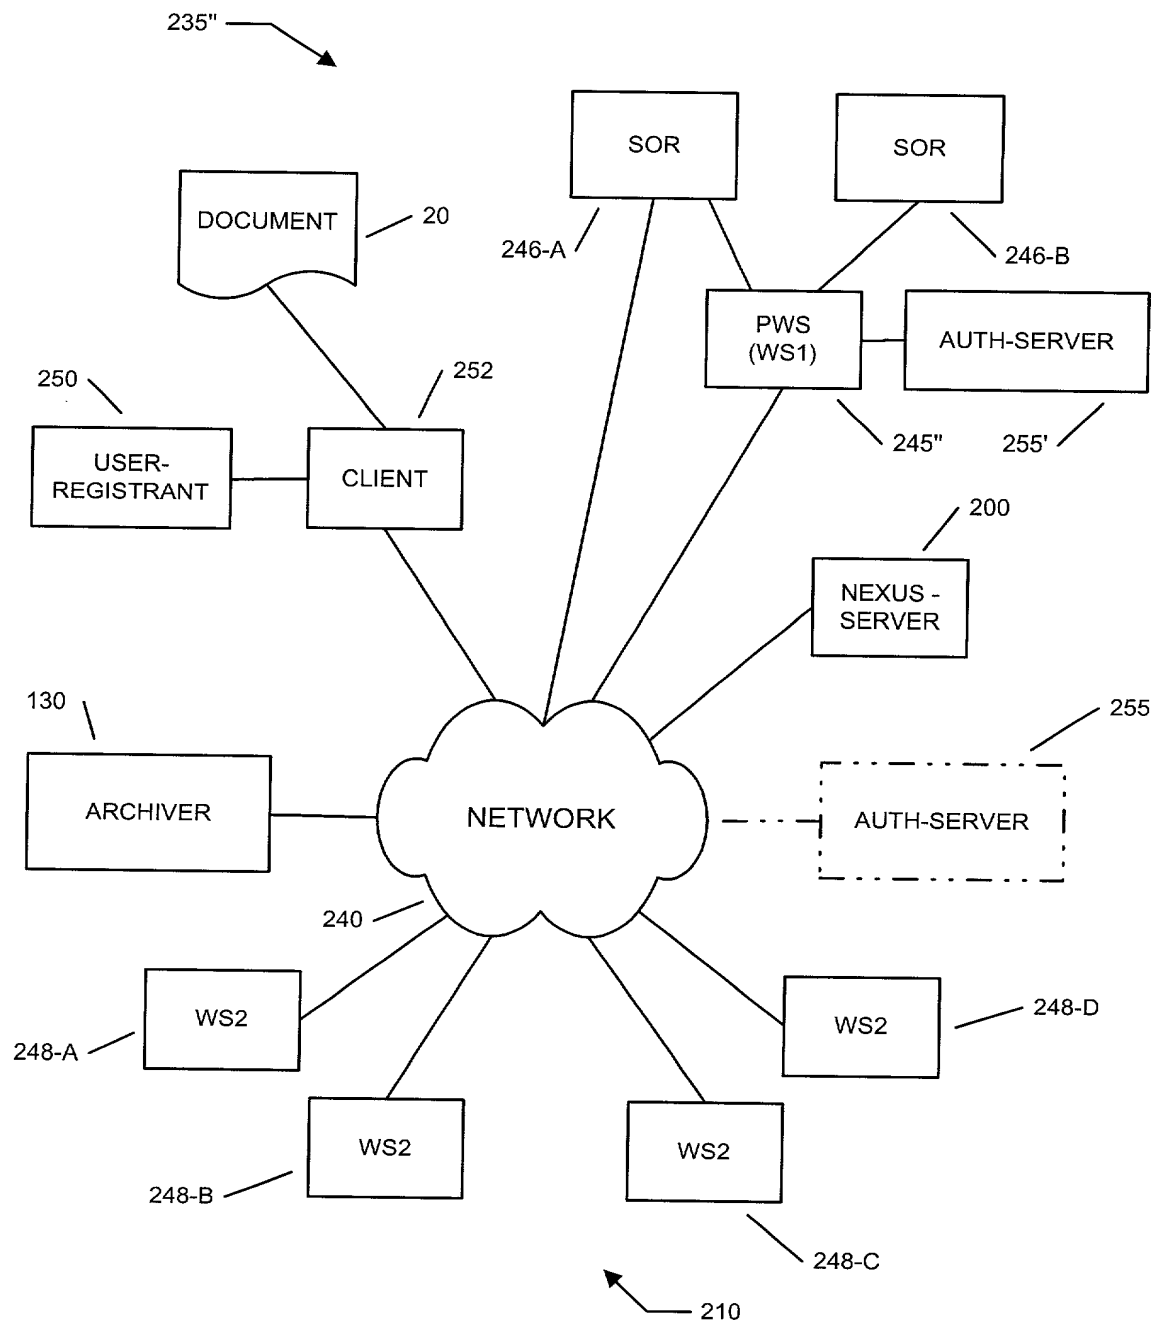 235"
SOR
SOR
DOCUMENT
20
246-A
246-B
PWS
(WS1)
AUTH-SERVER
250
252
245"
255'
USER-
REGISTRANT
CLIENT
200
NEXUS -
SERVER
130
255
ARCHIVER
NETWORK
AUTH-SERVER
240
WS2
WS2
248-D
248-A
WS2
WS2
248-B
248-C
210